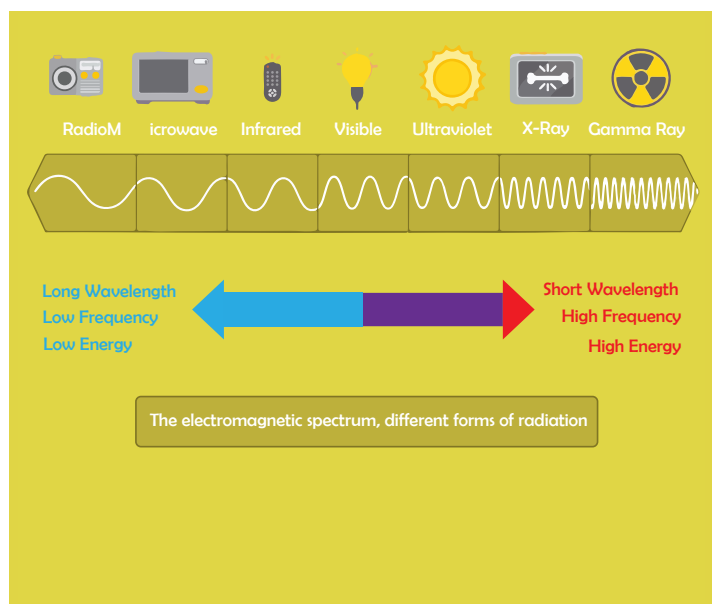 RadioM icrowave Infrared Visible Ultraviolet X-Ray Gamma Ray
Long Wavelength
Low Frequency
Low Energy
Short Wavelength
High Frequency
High Energy
The electromagnetic spectrum, different forms of radiation